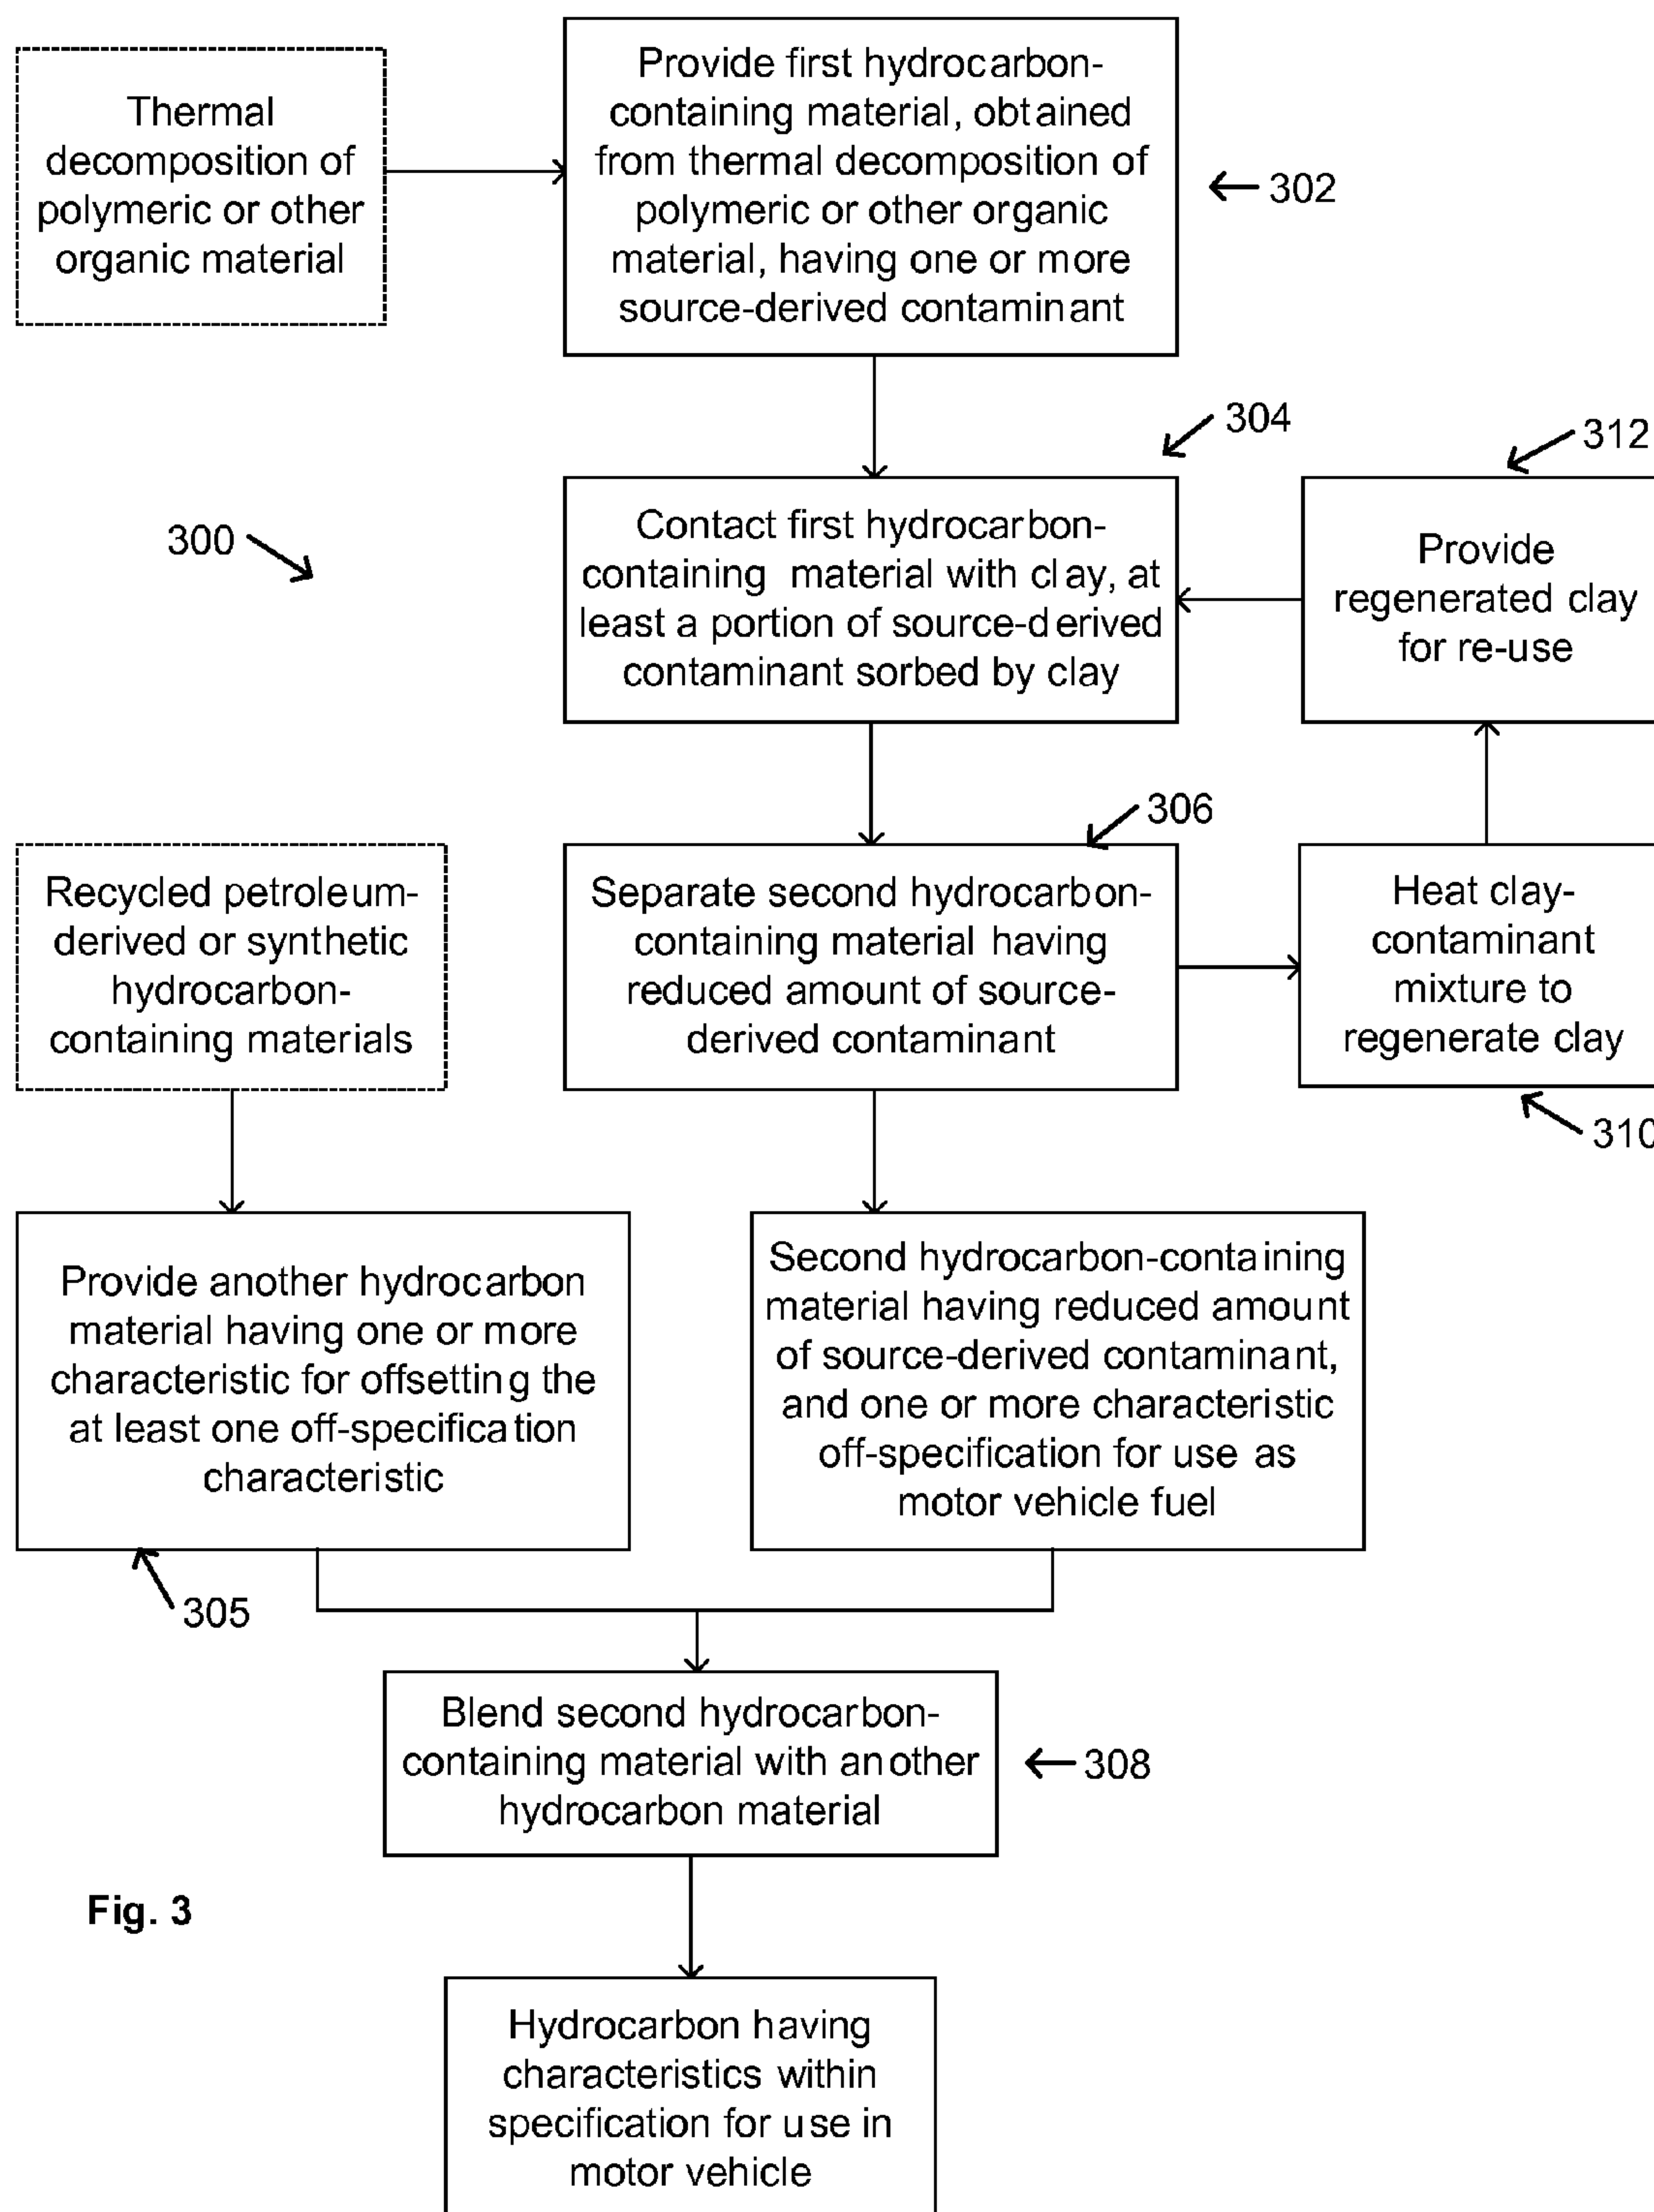 Thermal
decomposition of
polymeric or other
organic material
Provide first hydrocarbon-
containing material, obtained
from thermal decomposition of
polymeric or other organic
material, having one or more
source-derived contaminant
302
304
312
300
Contact first hydrocarbon-
containing material with clay, at
least a portion of source-derived
contaminant sorbed by clay
Provide
regenerated clay
for re-use
306
Recycled petroleum-
derived or synthetic
hydrocarbon-
containing materials
Separate second hydrocarbon-
containing material having
reduced amount of source-
derived contaminant
Heat clay-
contaminant
mixture to
regenerate clay
310
Provide another hydrocarbon
material having one or more
characteristic for offsetting the
at least one off-specification
characteristic
Second hydrocarbon-containing
material having reduced amount
of source-derived contaminant,
and one or more characteristic
off-specification for use as
motor vehicle fuel
305
Blend second hydrocarbon-
containing material with another
hydrocarbon material
308
Fig. 3
Hydrocarbon having
characteristics within
specification for use in
motor vehicle